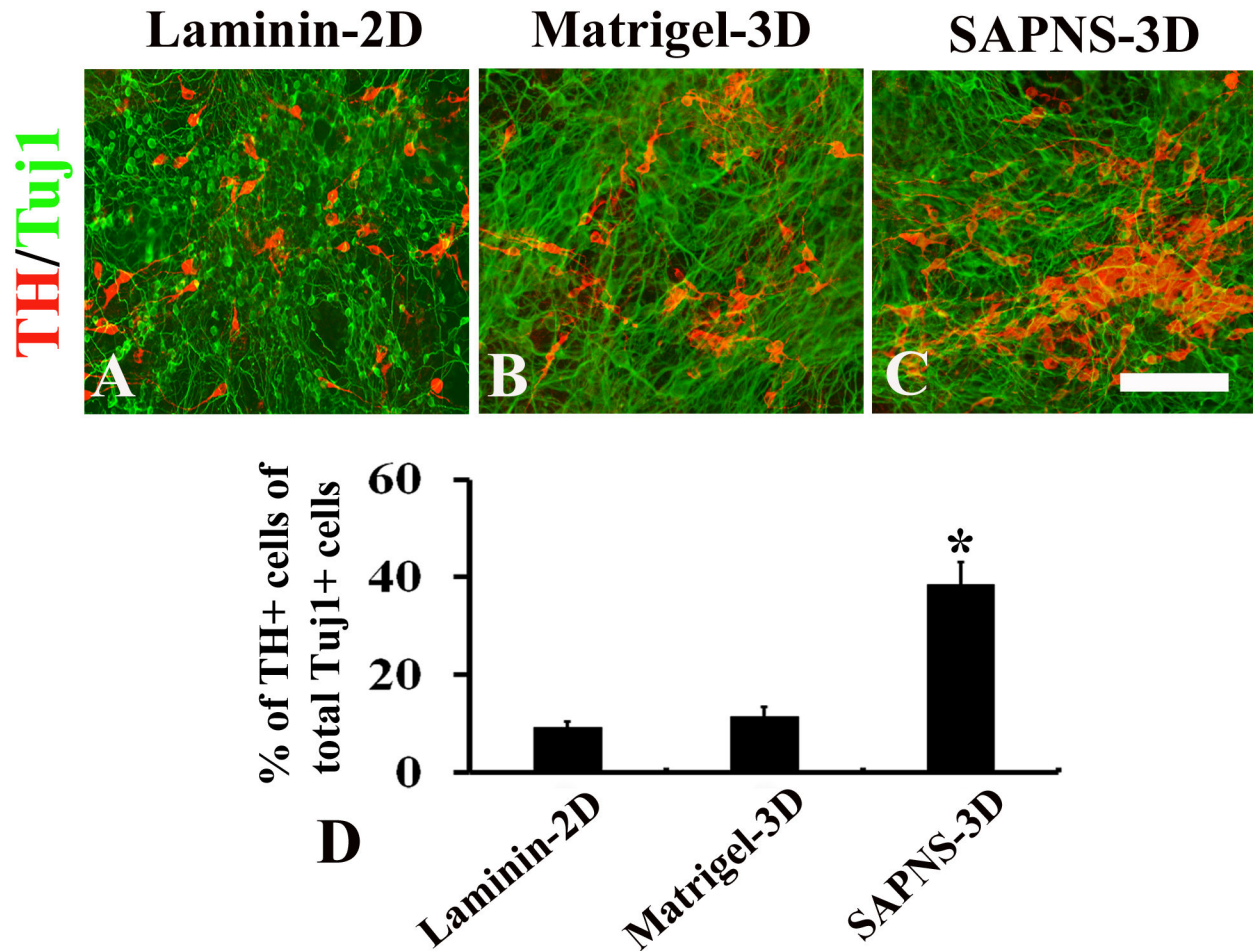 Laminin-2D Matrigel-3D SAPNS-3D
TH/Tuj1
A B C
% of TH+ cells of
total Tuj1+ cells
60
40
20
0
*
D
Laminin-2D
Matrigel-3D
SAPNS-3D